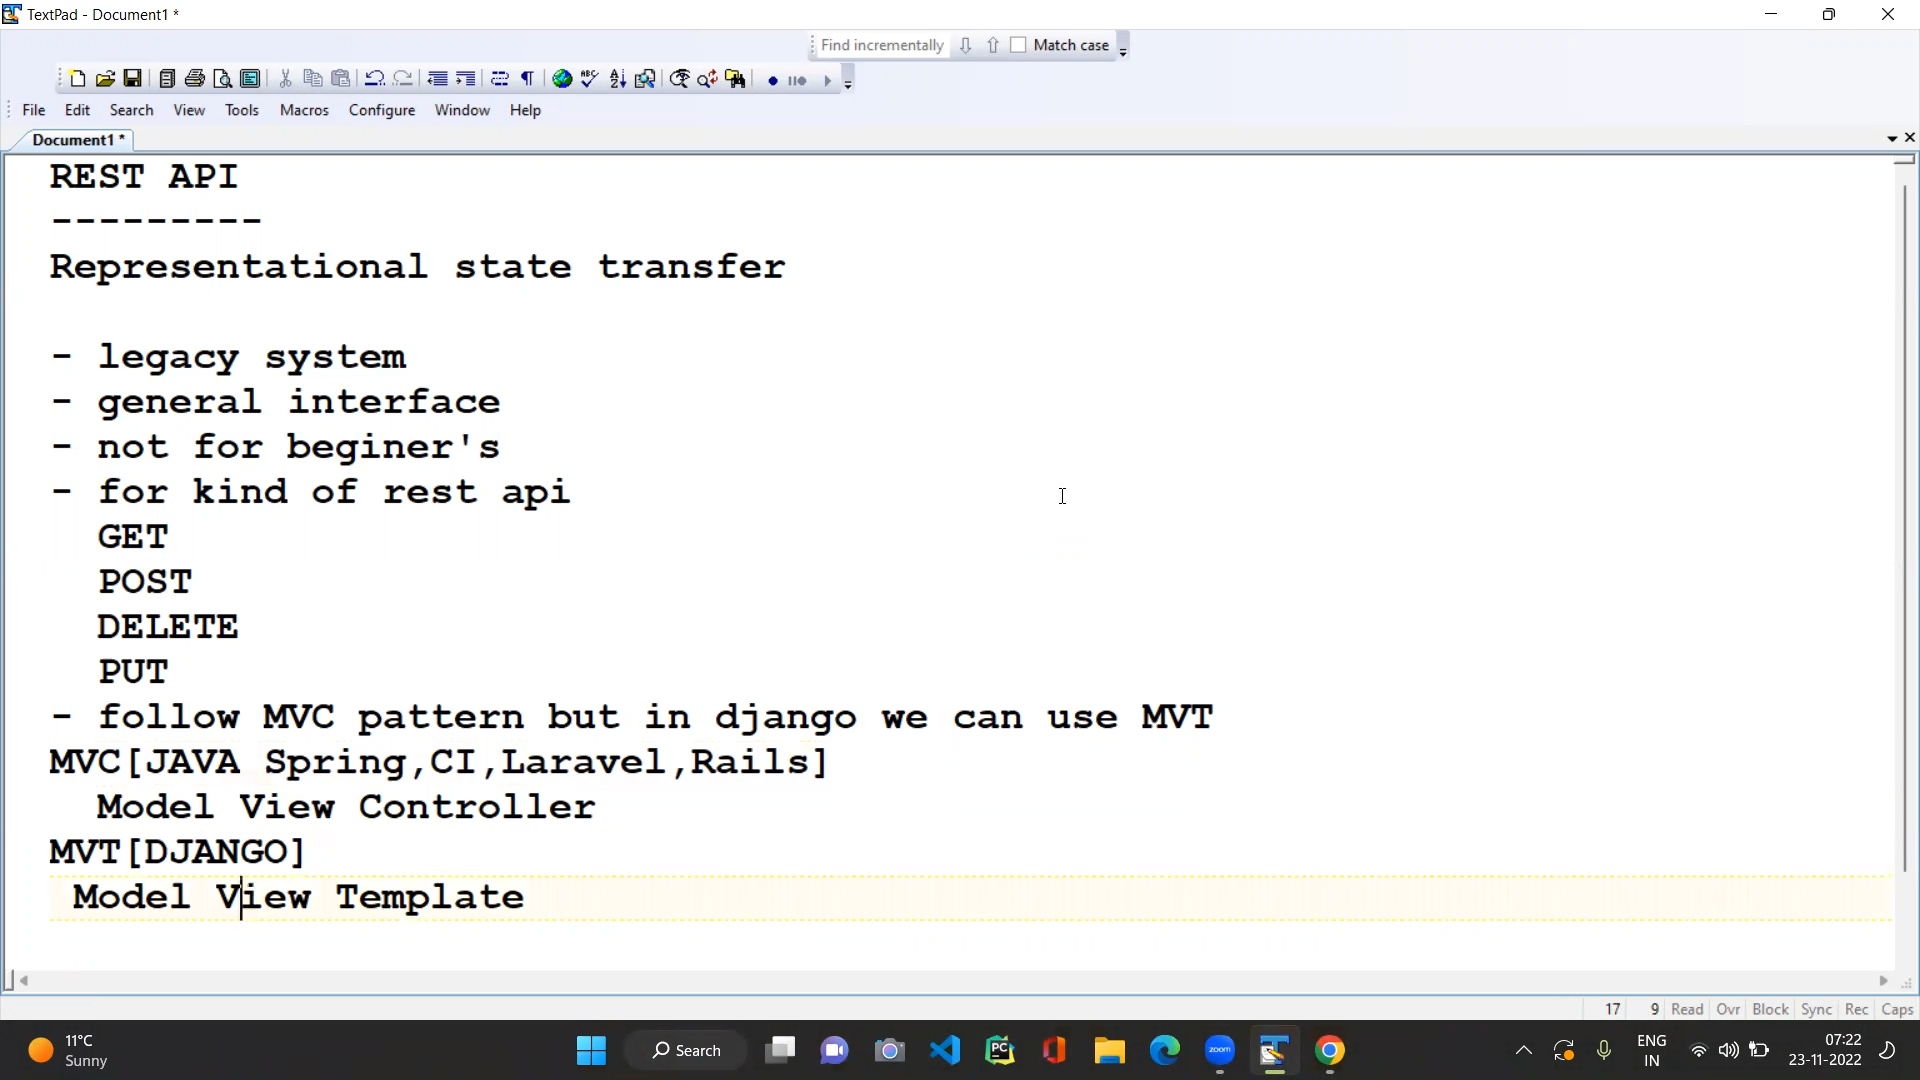 TextPad - Document1 *
Find incrementally Match case
File Edit Search View Tools Macros Configure Window Help
Document1 *
REST API
---------
Representational state transfer
- legacy system
- general interface
- not for beginer's
- for kind of rest api
GET
POST
DELETE
PUT
- follow MVC pattern but in django we can use MVT
MVC[JAVA Spring,CI,Laravel,Rails]
Model View Controller
MVT[DJANGO]
Model View Template
17 9 Read Ovr Block Sync Rec Caps
11°C
Sunny
Search
zoom
ENG
IN
07:22
23-11-2022